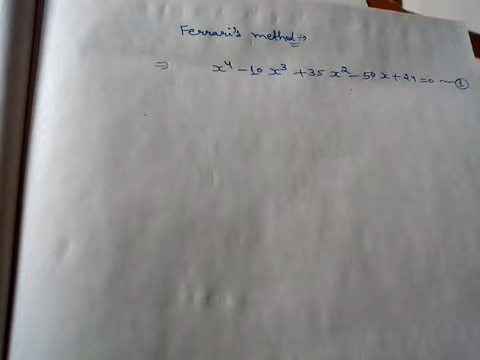 Ferrari's method :→
⇒ x⁴ - 10 x³ + 35 x² - 50 x + 24 = 0 — ①